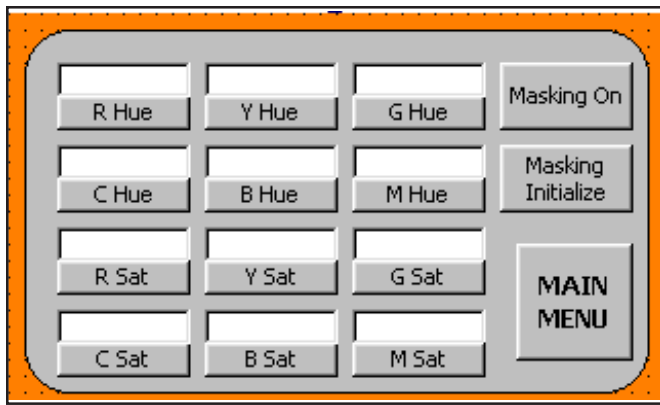 R Hue
Y Hue
G Hue
Masking On
C Hue
B Hue
M Hue
Masking
Initialize
R Sat
Y Sat
G Sat
MAIN
MENU
C Sat
B Sat
M Sat